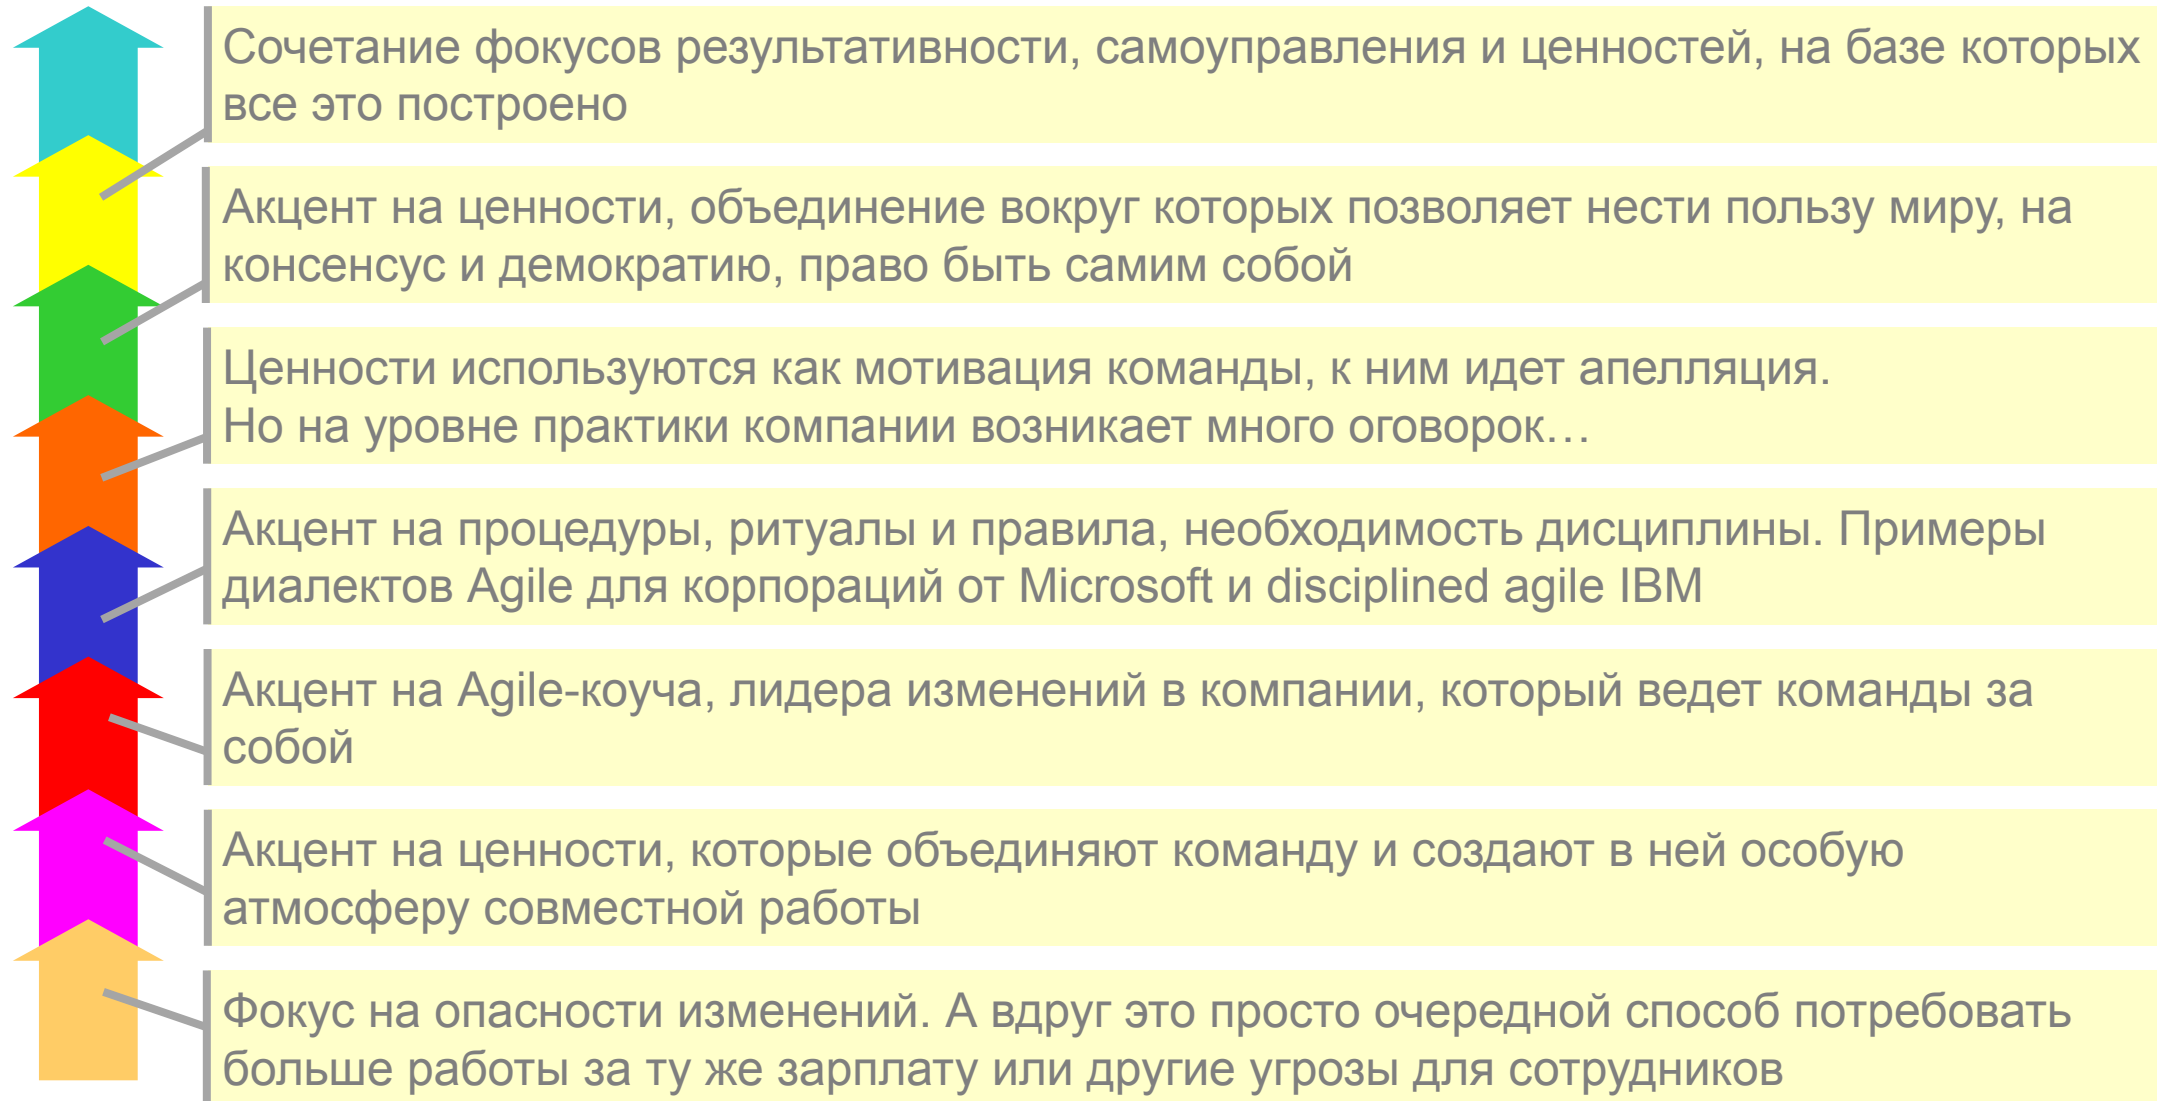 Сочетание фокусов результативности, самоуправления и ценностей, на базе которых
все это построено
Акцент на ценности, объединение вокруг которых позволяет нести пользу миру, на
консенсус и демократию, право быть самим собой
Ценности используются как мотивация команды, к ним идет апелляция.
Но на уровне практики компании возникает много оговорок…
Акцент на процедуры, ритуалы и правила, необходимость дисциплины. Примеры
диалектов Agile для корпораций от Microsoft и disciplined agile IBM
Акцент на Agile-коуча, лидера изменений в компании, который ведет команды за
собой
Акцент на ценности, которые объединяют команду и создают в ней особую
атмосферу совместной работы
Фокус на опасности изменений. А вдруг это просто очередной способ потребовать
больше работы за ту же зарплату или другие угрозы для сотрудников